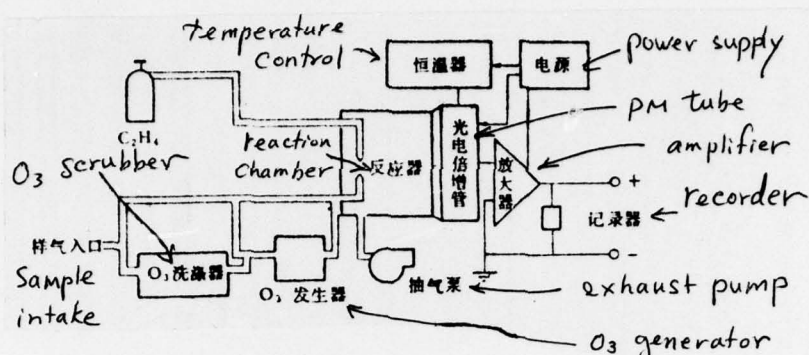 temperature
control
恒温器
电源
power supply
C₂H₄
O₃ scrubber
reaction
chamber
反应器
光电倍增管
PM tube
放大器
amplifier
+
记录器
recorder
-
样气入口
Sample
intake
O₃洗涤器
O₃ 发生器
抽气泵
exhaust pump
O₃ generator